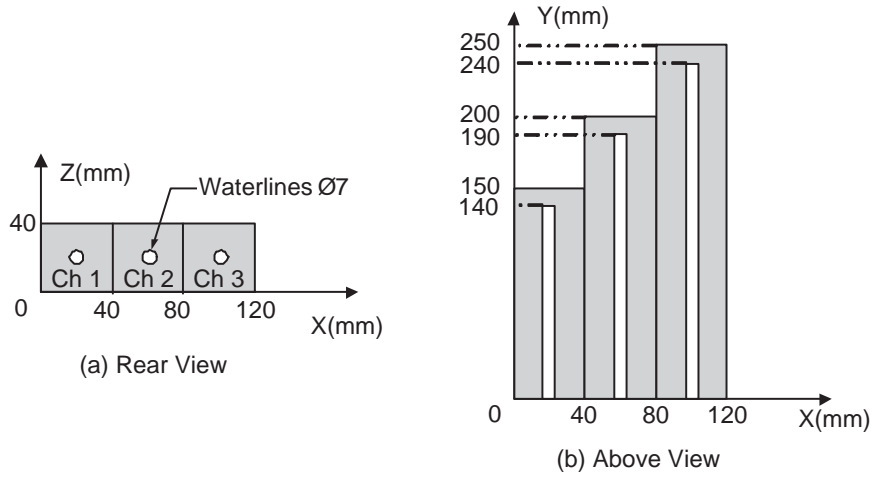 Z(mm)
Waterlines Ø7
40
Ch 1 Ch 2 Ch 3
0 40 80 120
X(mm)
(a) Rear View
Y(mm)
250
240
200
190
150
140
0 40 80 120
X(mm)
(b) Above View